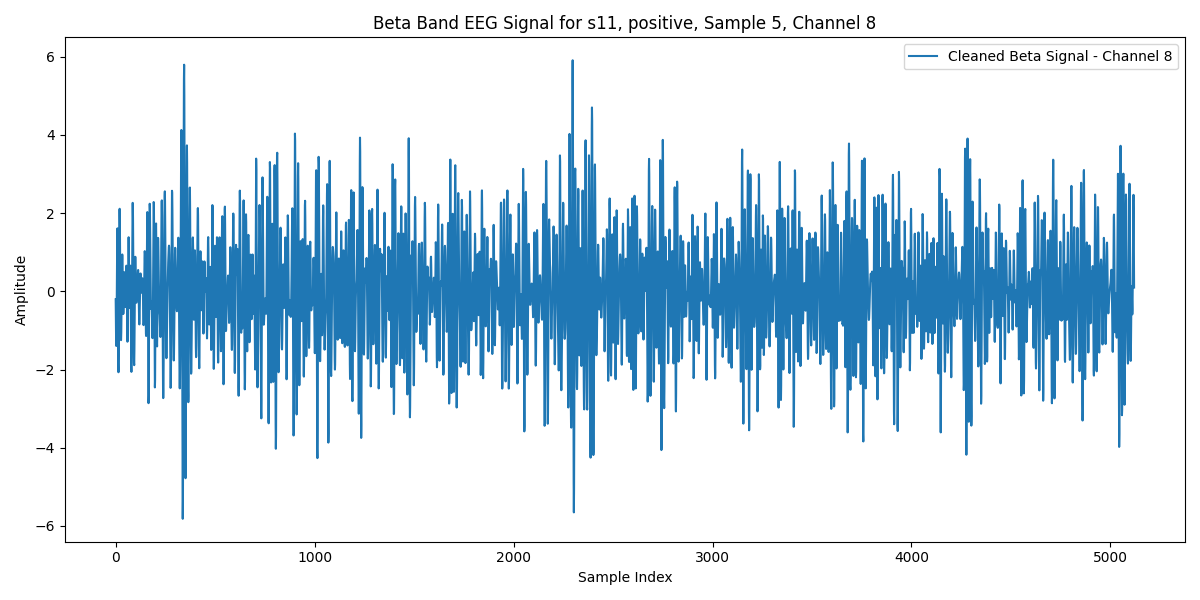 Beta Band EEG Signal for s11, positive, Sample 5, Channel 8
Cleaned Beta Signal - Channel 8
Amplitude
6
4
2
0
−2
−4
−6
0 1000 2000 3000 4000 5000
Sample Index